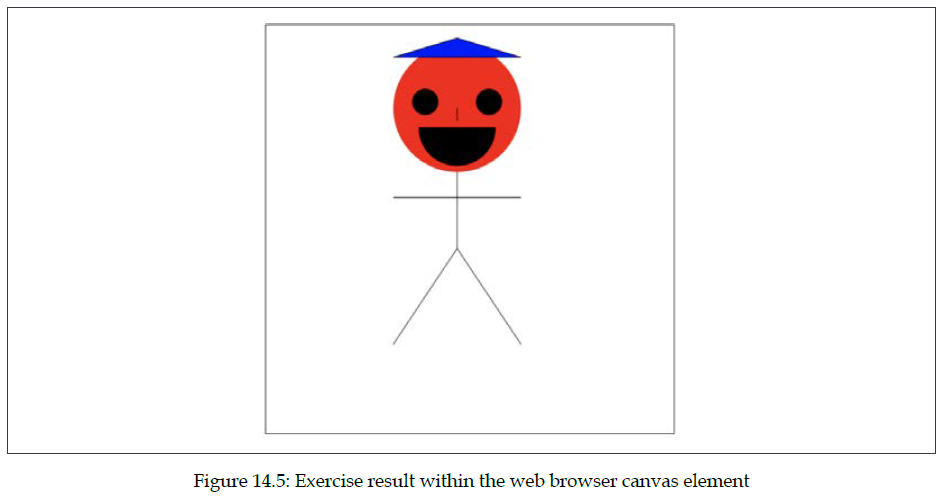 Figure 14.5: Exercise result within the web browser canvas element